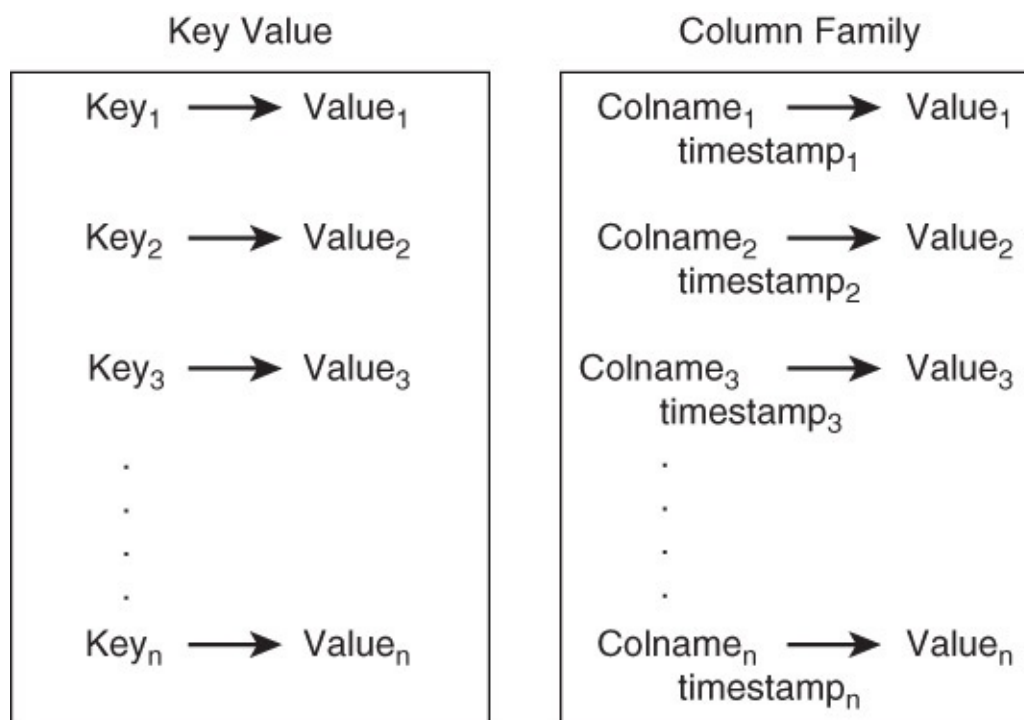 Key Value
Key₁ → Value₁
Key₂ → Value₂
Key₃ → Value₃
.
.
.
.
Keyₙ → Valueₙ
Column Family
Colname₁ → Value₁
timestamp₁
Colname₂ → Value₂
timestamp₂
Colname₃ → Value₃
timestamp₃
.
.
.
.
Colnameₙ → Valueₙ
timestampₙ